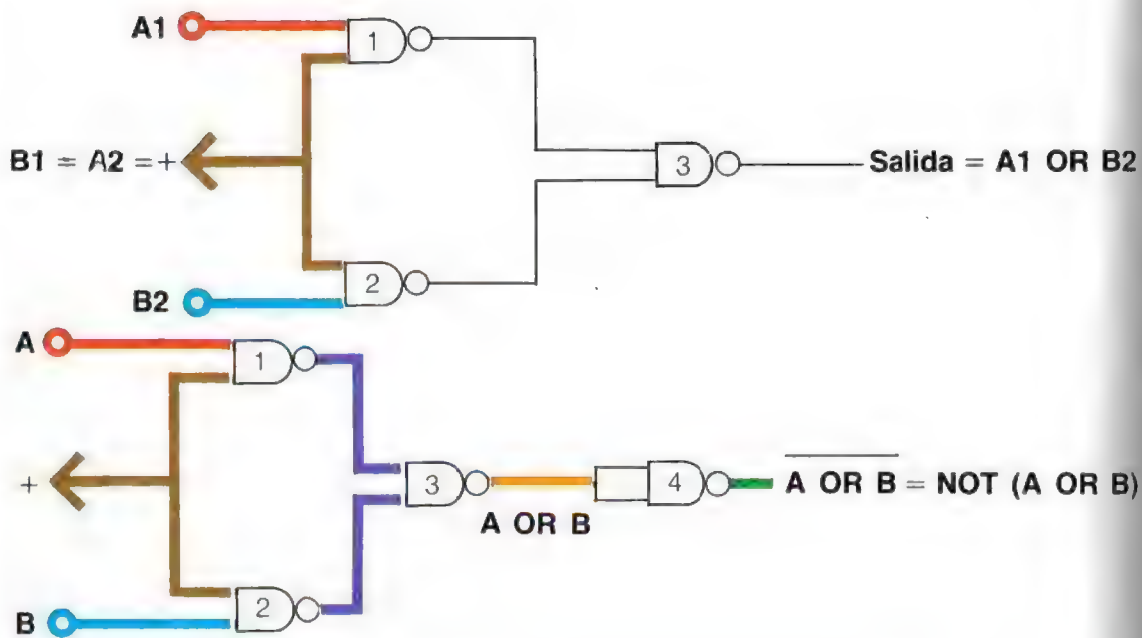 A1
1
B1 = A2 = +
3
Salida = A1 OR B2
2
B2
A
1
+
3
4
A OR B = NOT (A OR B)
A OR B
2
B